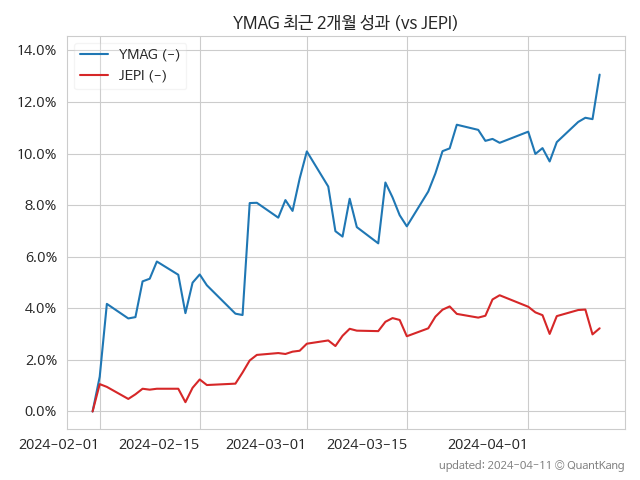 YMAG 최근 2개월 성과 (vs JEPI)
14.0%
12.0%
10.0%
8.0%
6.0%
4.0%
2.0%
0.0%
YMAG (-)
JEPI (-)
2024-02-01 2024-02-15 2024-03-01 2024-03-15 2024-04-01
updated: 2024-04-11 © QuantKang